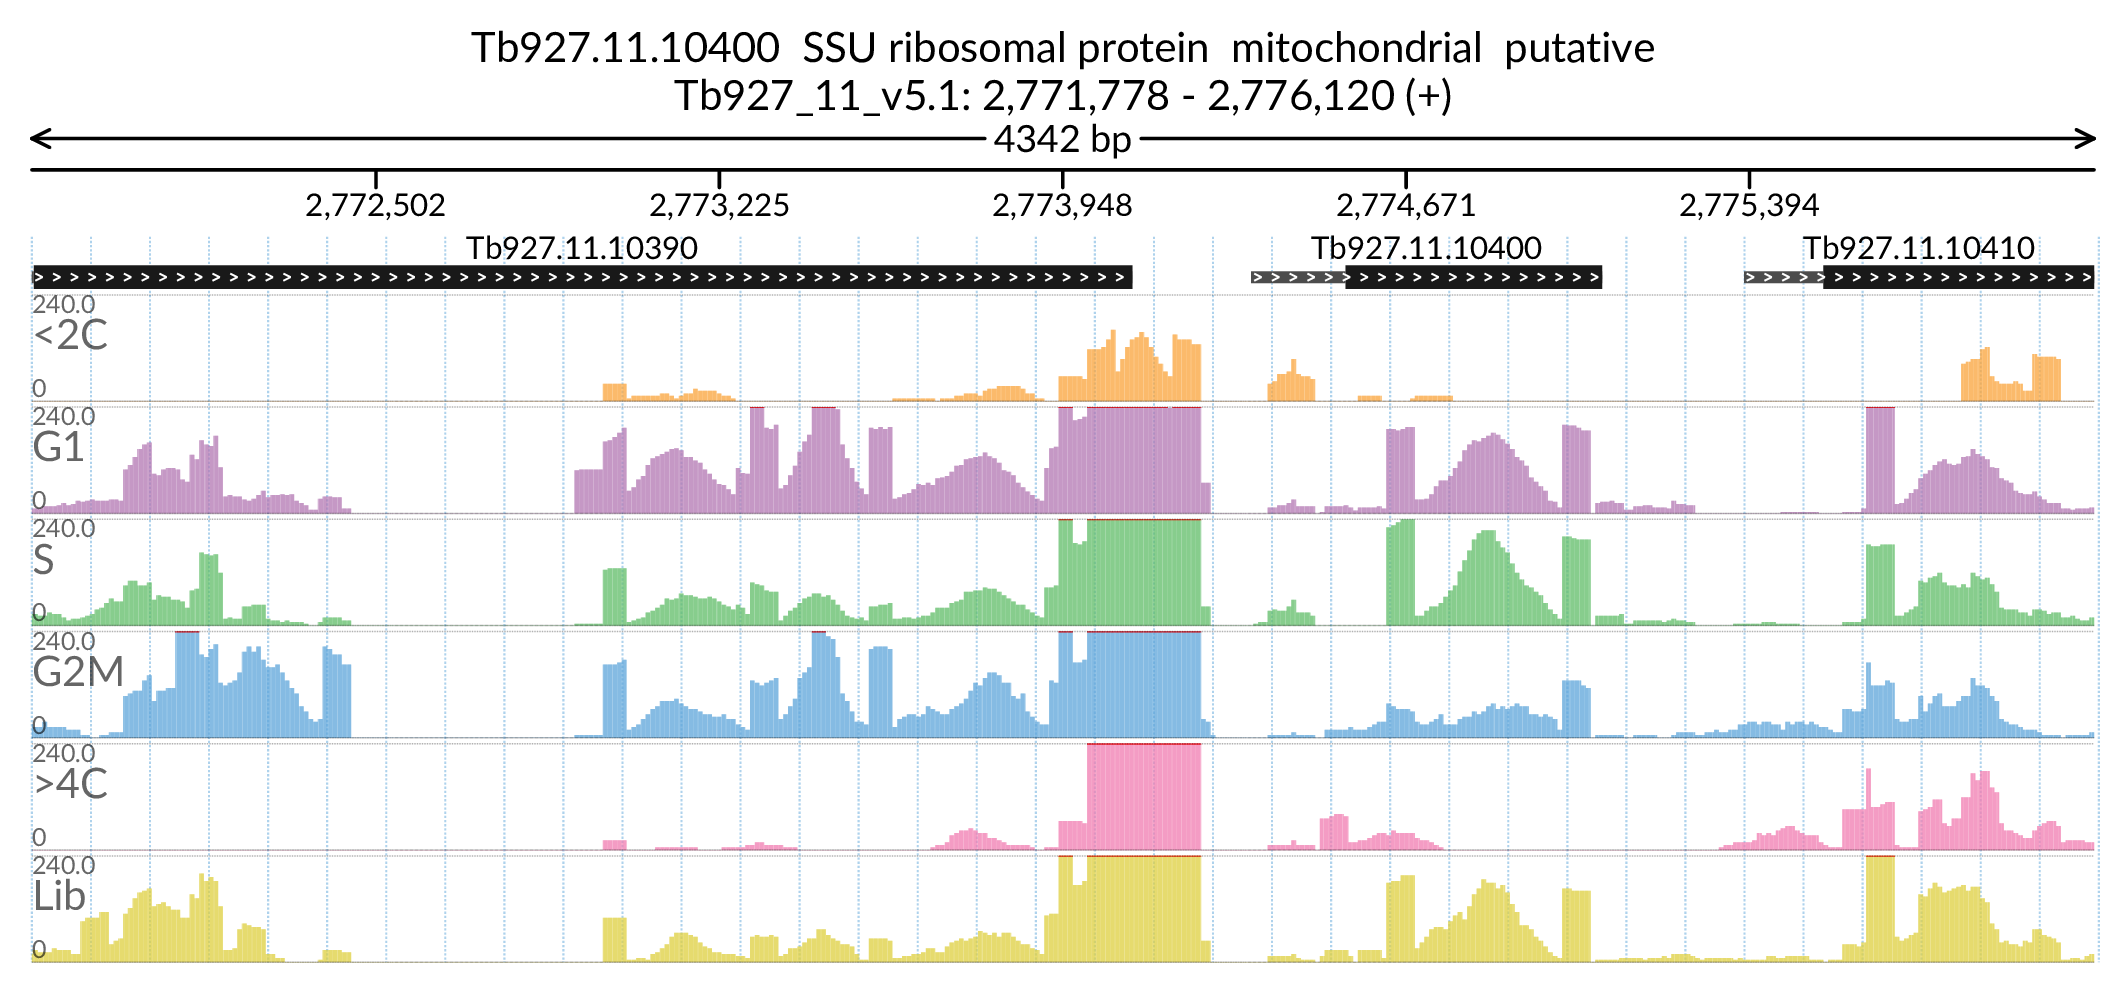 Tb927.11.10400 SSU ribosomal protein mitochondrial putative
Tb927_11_v5.1: 2,771,778 - 2,776,120 (+)
4342 bp
2,772,502 2,773,225 2,773,948 2,774,671 2,775,394
Tb927.11.10390 Tb927.11.10400 Tb927.11.10410
240.0
<2C
0
240.0
G1
0
240.0
S
0
240.0
G2M
0
240.0
>4C
0
240.0
Lib
0